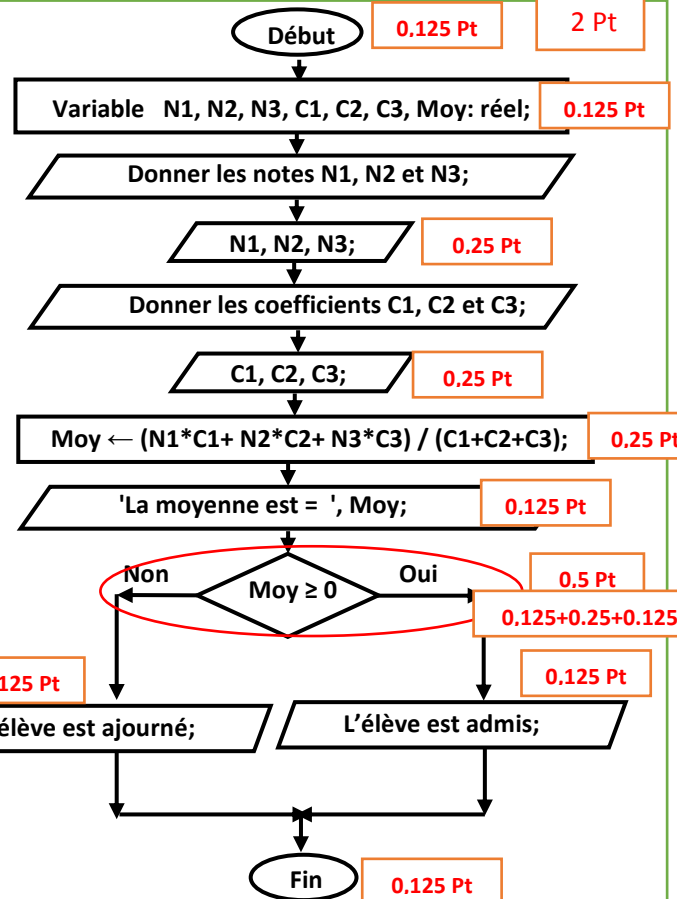 Début
0,125 Pt
2 Pt
Variable N1, N2, N3, C1, C2, C3, Moy: réel;
0.125 Pt
Donner les notes N1, N2 et N3;
N1, N2, N3;
0,25 Pt
Donner les coefficients C1, C2 et C3;
C1, C2, C3;
0,25 Pt
Moy ← (N1*C1+ N2*C2+ N3*C3) / (C1+C2+C3);
0,25 Pt
'La moyenne est = ', Moy;
0,125 Pt
Non
Moy ≥ 0
Oui
0,5 Pt
0,125+0.25+0.125
125 Pt
0,125 Pt
élève est ajourné;
L'élève est admis;
Fin
0,125 Pt